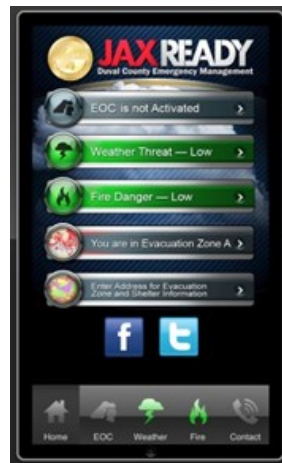 JAXREADY
Duval County Emergency Management
EOC is not Activated
Weather Threat — Low
Fire Danger — Low
You are in Evacuation Zone A
Enter Address for Evacuation
Zone and Shelter Information
Home EOC Weather Fire Contact